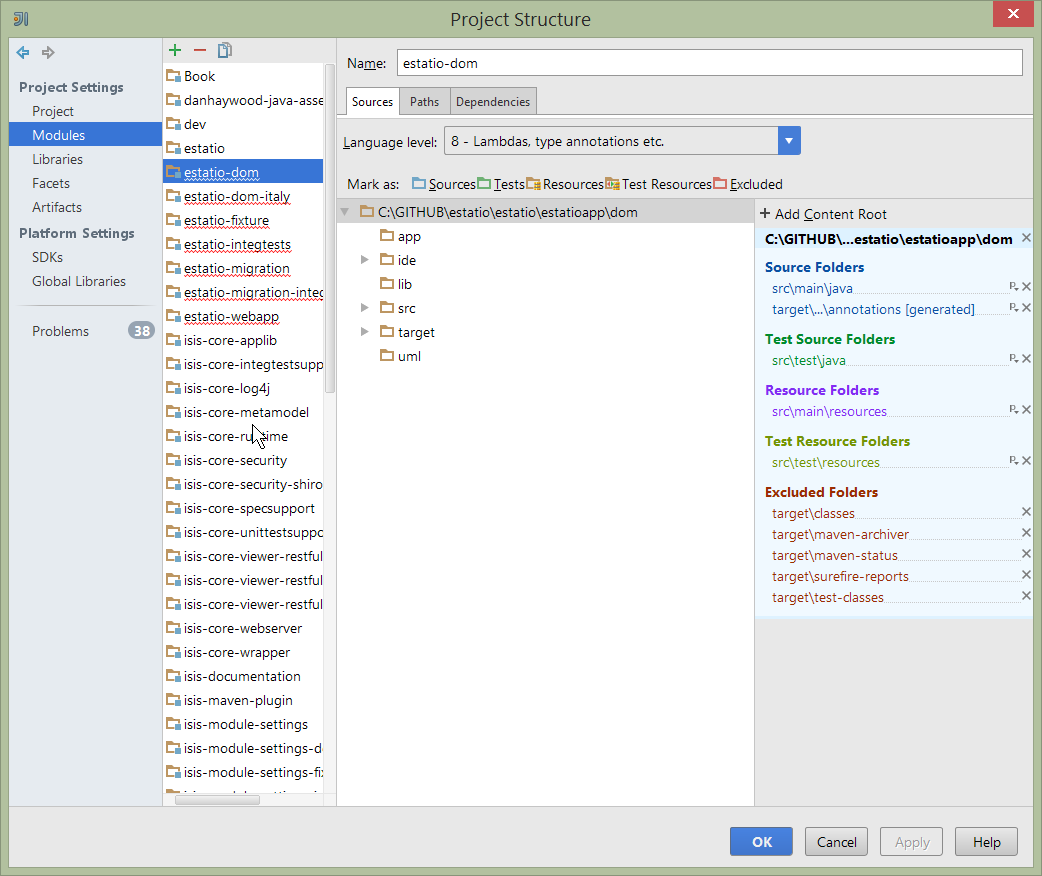 Project Structure
Project Settings
Project
Modules
Libraries
Facets
Artifacts
Platform Settings
SDKs
Global Libraries
Problems 38
Book
danhaywood-java-asse
dev
estatio
estatio-dom
estatio-dom-italy
estatio-fixture
estatio-integtests
estatio-migration
estatio-migration-integ
estatio-webapp
isis-core-applib
isis-core-integtestsupp
isis-core-log4j
isis-core-metamodel
isis-core-runtime
isis-core-security
isis-core-security-shiro
isis-core-specsupport
isis-core-unittestsuppo
isis-core-viewer-restful
isis-core-viewer-restful
isis-core-viewer-restful
isis-core-webserver
isis-core-wrapper
isis-documentation
isis-maven-plugin
isis-module-settings
isis-module-settings-d
isis-module-settings-fix
Name: estatio-dom
Sources Paths Dependencies
Language level: 8 - Lambdas, type annotations etc.
Mark as: Sources Tests Resources Test Resources Excluded
C:\GITHUB\estatio\estatio\estatioapp\dom
app
ide
lib
src
target
uml
+ Add Content Root
C:\GITHUB\...estatio\estatioapp\dom
Source Folders
src\main\java
target\...\annotations [generated]
Test Source Folders
src\test\java
Resource Folders
src\main\resources
Test Resource Folders
src\test\resources
Excluded Folders
target\classes
target\maven-archiver
target\maven-status
target\surefire-reports
target\test-classes
OK Cancel Apply Help